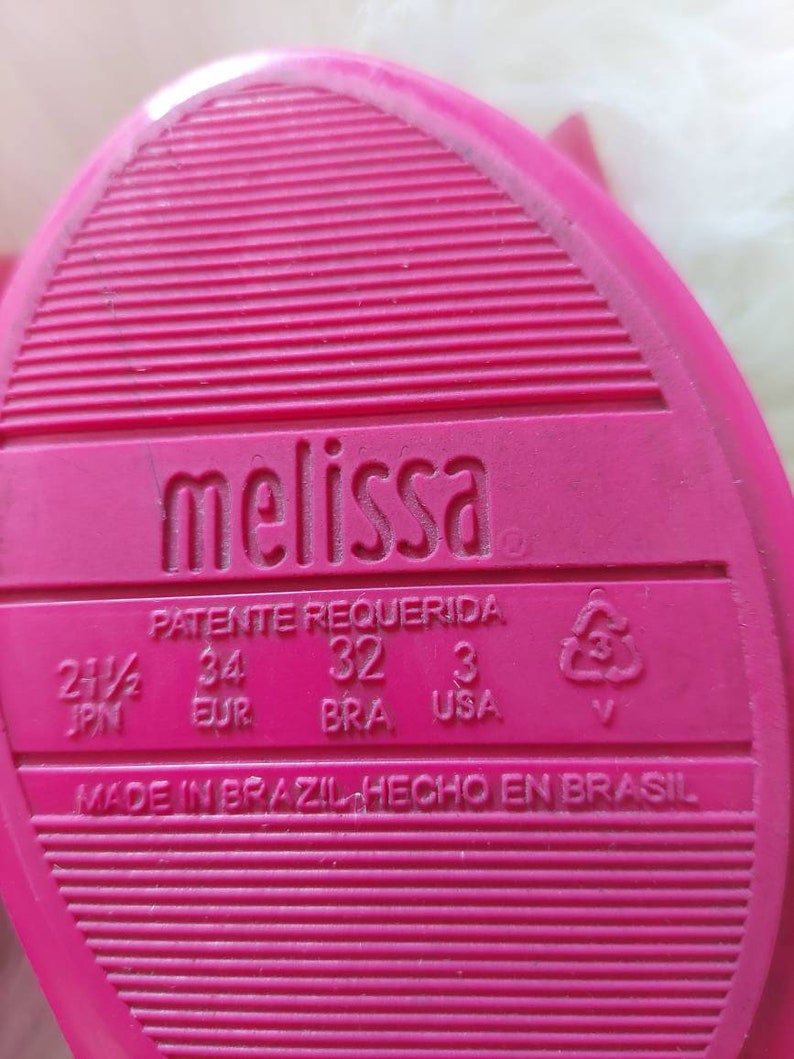 melissa®
PATENTE REQUERIDA
21½ 34 32 3 3
JPN EUR BRA USA V
MADE IN BRAZIL HECHO EN BRASIL